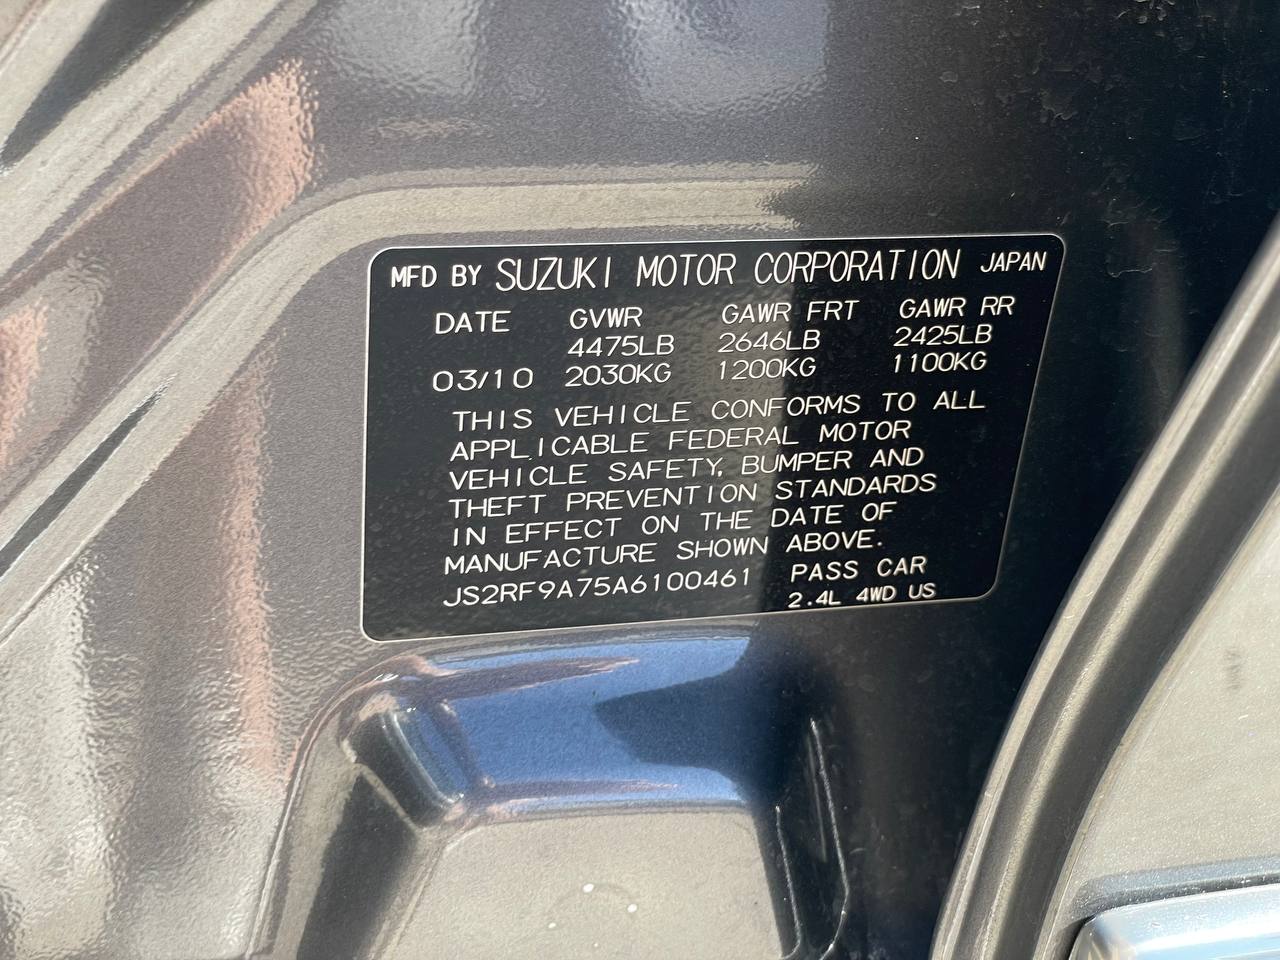 MFD BY SUZUKI MOTOR CORPORATION JAPAN
DATE GVWR GAWR FRT GAWR RR
4475LB 2646LB 2425LB
03/10 2030KG 1200KG 1100KG
THIS VEHICLE CONFORMS TO ALL
APPLICABLE FEDERAL MOTOR
VEHICLE SAFETY, BUMPER AND
THEFT PREVENTION STANDARDS
IN EFFECT ON THE DATE OF
MANUFACTURE SHOWN ABOVE.
JS2RF9A75A6100461 PASS CAR
2.4L 4WD US